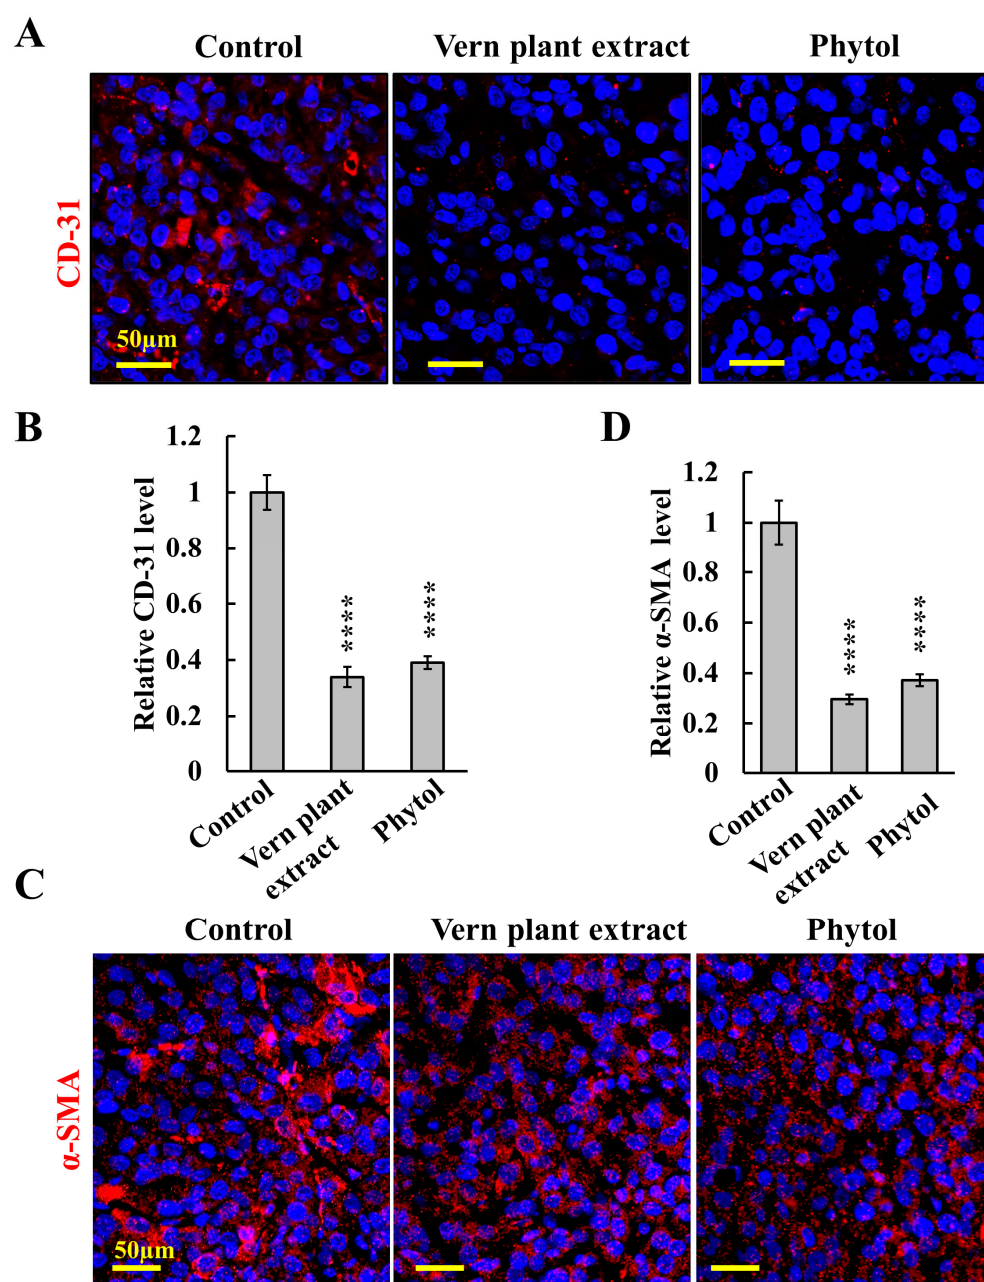 A
Control Vern plant extract Phytol
CD-31
50μm
B
Relative CD-31 level
1.2
1
0.8
0.6
0.4
0.2
0
****
****
Control
Vern plant
extract
Phytol
D
Relative α-SMA level
1.2
1
0.8
0.6
0.4
0.2
0
****
****
Control
Vern plant
extract
Phytol
C
Control Vern plant extract Phytol
α-SMA
50μm